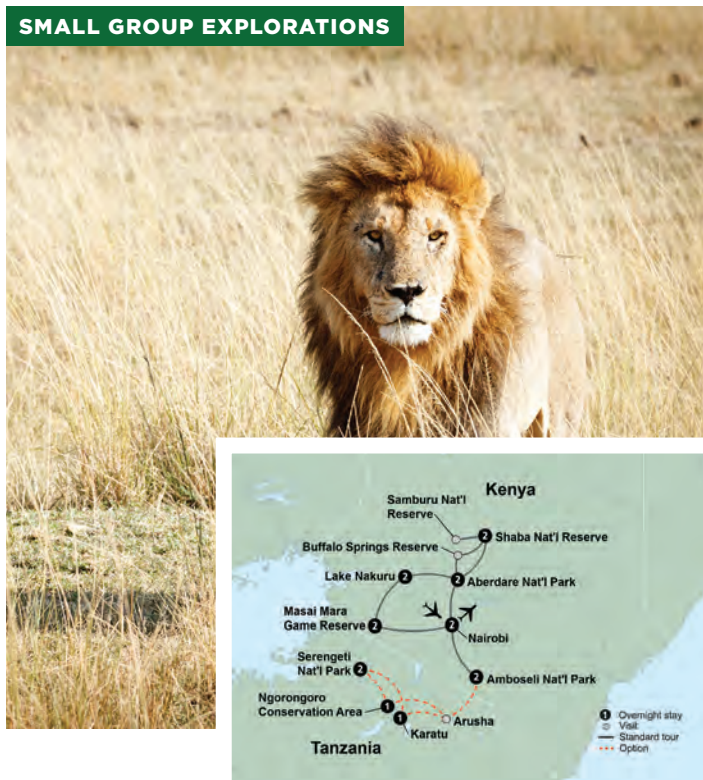 SMALL GROUP EXPLORATIONS
Kenya
Samburu Nat'l
Reserve
2
Shaba Nat'l Reserve
Buffalo Springs Reserve
Lake Nakuru
2
2
Aberdare Nat'l Park
Masai Mara
Game Reserve
2
2
Nairobi
Serengeti
Nat'l Park
2
2
Amboseli Nat'l Park
Ngorongoro
Conservation Area
1
1
Karatu
Arusha
Tanzania
1 Overnight stay
Visit
Standard tour
Option